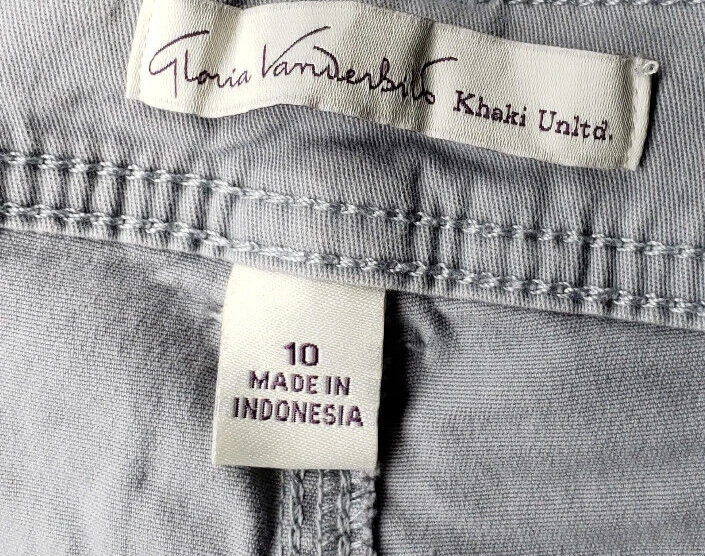 Gloria Vanderbilt Khaki Unltd.
10
MADE IN
INDONESIA